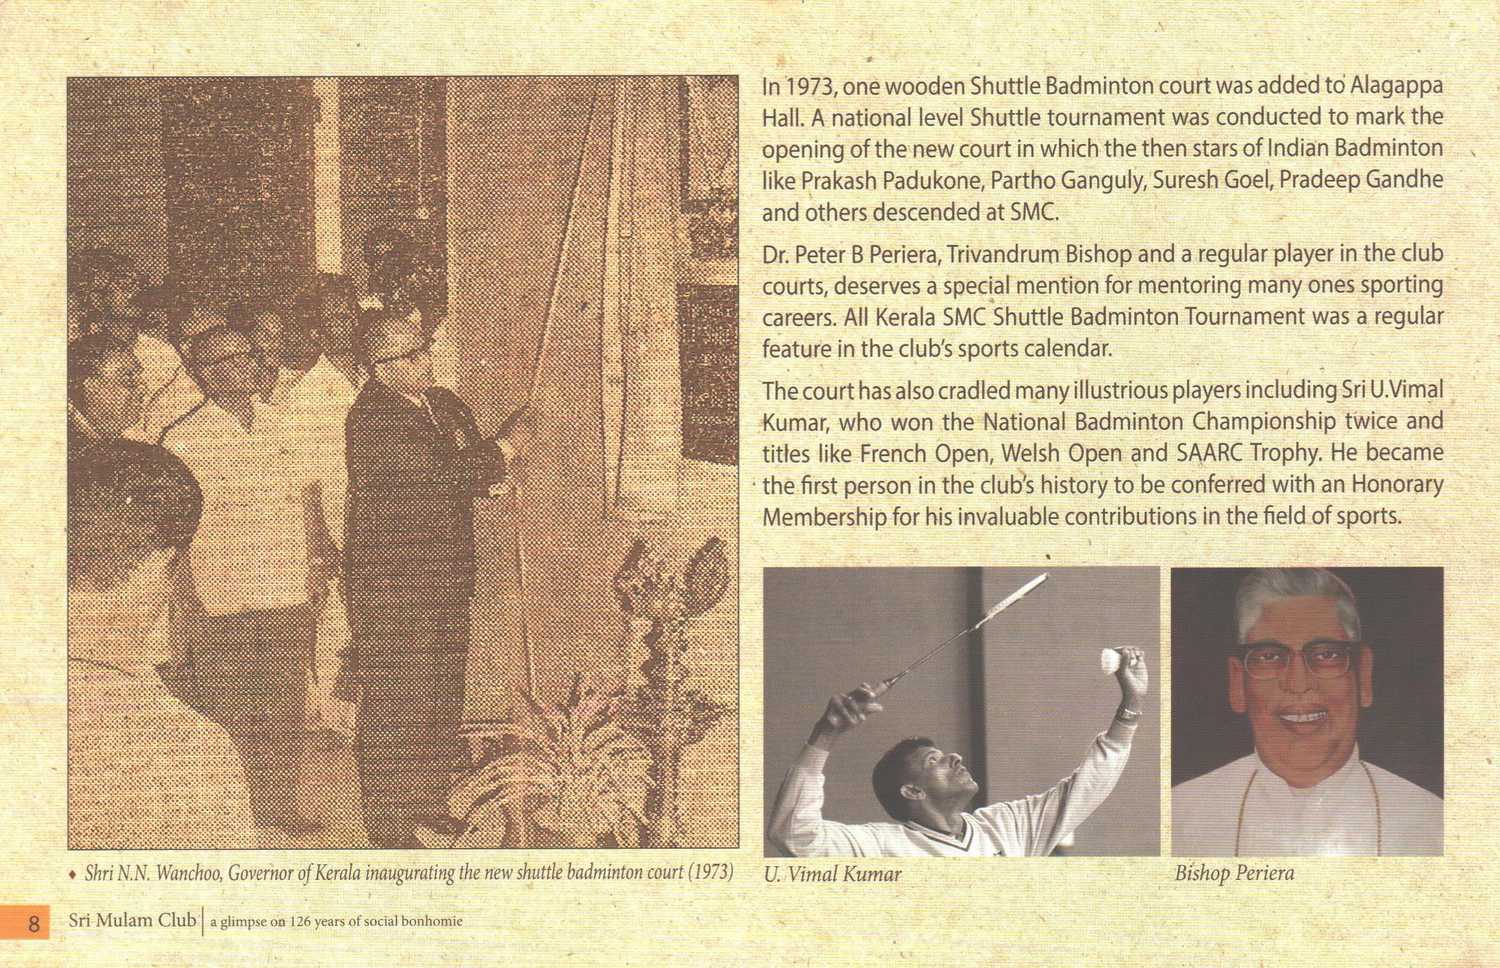 In 1973, one wooden Shuttle Badminton court was added to Alagappa
Hall. A national level Shuttle tournament was conducted to mark the
opening of the new court in which the then stars of Indian Badminton
like Prakash Padukone, Partho Ganguly, Suresh Goel, Pradeep Gandhe
and others descended at SMC.
Dr. Peter B Periera, Trivandrum Bishop and a regular player in the club
courts, deserves a special mention for mentoring many ones sporting
careers. All Kerala SMC Shuttle Badminton Tournament was a regular
feature in the club's sports calendar.
The court has also cradled many illustrious players including Sri U.Vimal
Kumar, who won the National Badminton Championship twice and
titles like French Open, Welsh Open and SAARC Trophy. He became
the first person in the club's history to be conferred with an Honorary
Membership for his invaluable contributions in the field of sports.
♦ Shri N.N. Wanchoo, Governor of Kerala inaugurating the new shuttle badminton court (1973)
U. Vimal Kumar
Bishop Periera
8 Sri Mulam Club | a glimpse on 126 years of social bonhomie